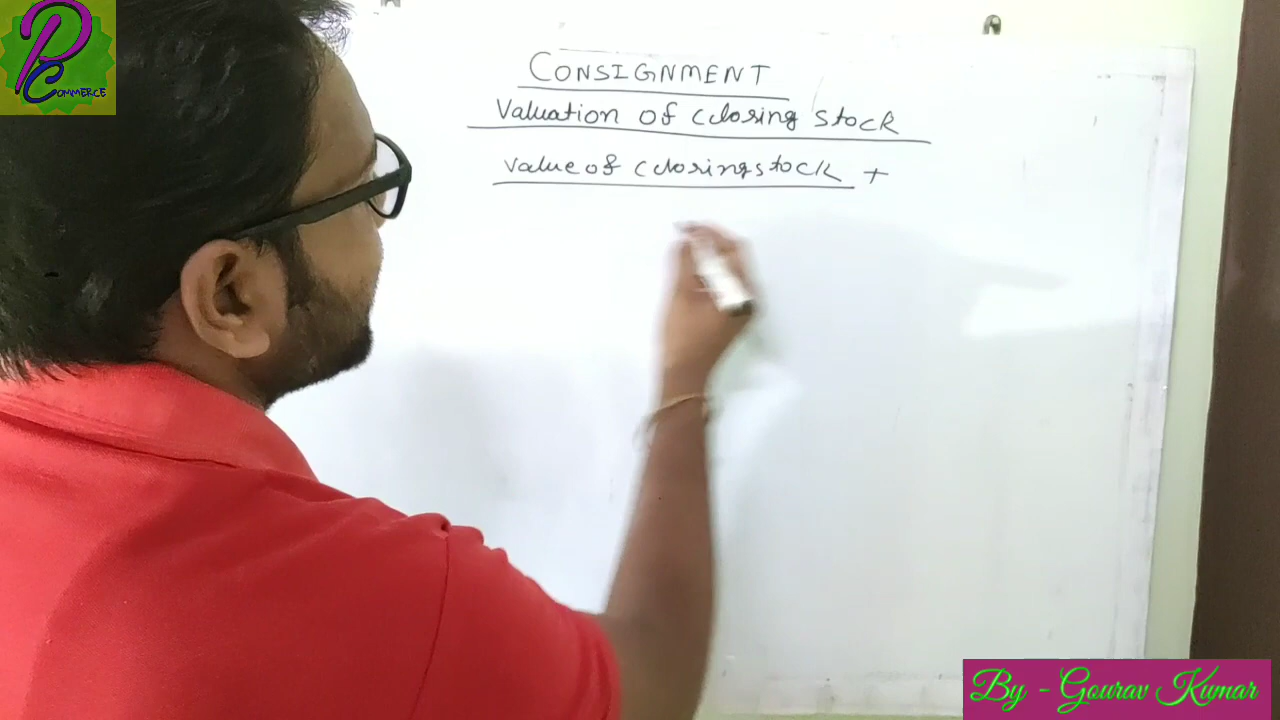 PC
COMMERCE
CONSIGNMENT
Valuation of closing stock
value of closing stock +
By - Gourav Kumar